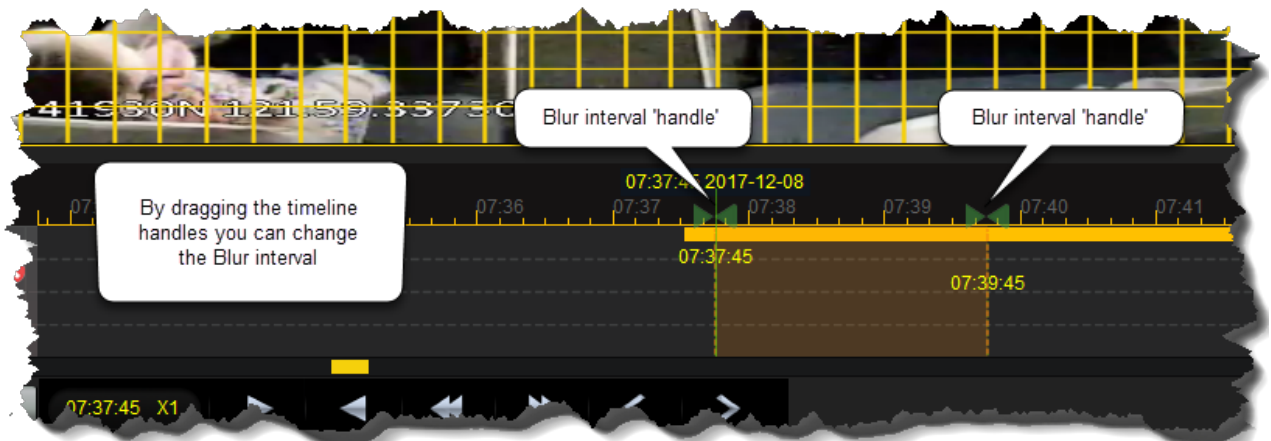 .41930N 121.59.3373
Blur interval 'handle'
Blur interval 'handle'
By dragging the timeline
handles you can change
the Blur interval
07:37:45 2017-12-08
07:36
07:37
07:38
07:39
07:40
07:41
07:37:45
07:39:45
07:37:45 X1